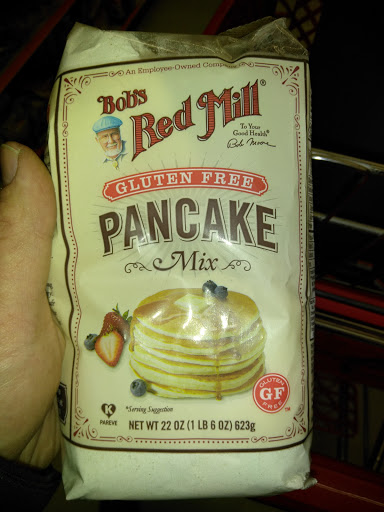 An Employee-Owned Company
Bob's
Red Mill®
To Your
Good Health®
Bob Moore
GLUTEN FREE
PANCAKE
Mix
GLUTEN
GF
FREE
TM
K
PAREVE
*Serving Suggestion
NET WT 22 OZ (1 LB 6 OZ) 623g